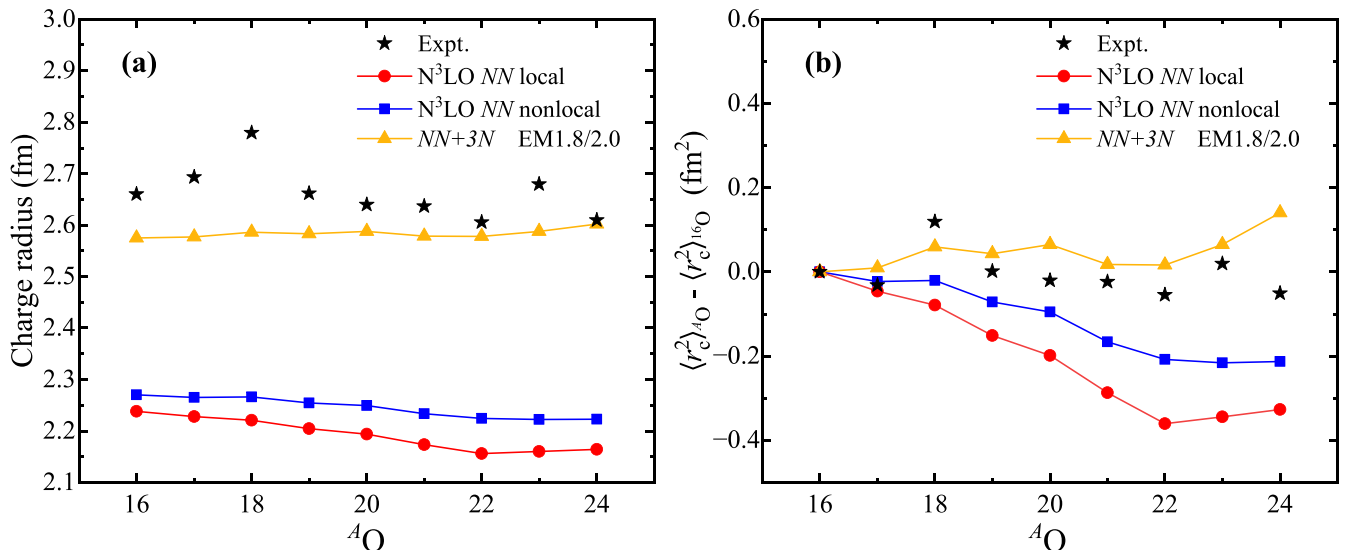 (a)
Expt.
N³LO NN local
N³LO NN nonlocal
NN+3N EM1.8/2.0
Charge radius (fm)
3.0
2.9
2.8
2.7
2.6
2.5
2.4
2.3
2.2
2.1
16 18 20 22 24
ᴬO
(b)
Expt.
N³LO NN local
N³LO NN nonlocal
NN+3N EM1.8/2.0
⟨r²c⟩ᴬO - ⟨r²c⟩¹⁶O (fm²)
0.6
0.4
0.2
0.0
−0.2
−0.4
16 18 20 22 24
ᴬO